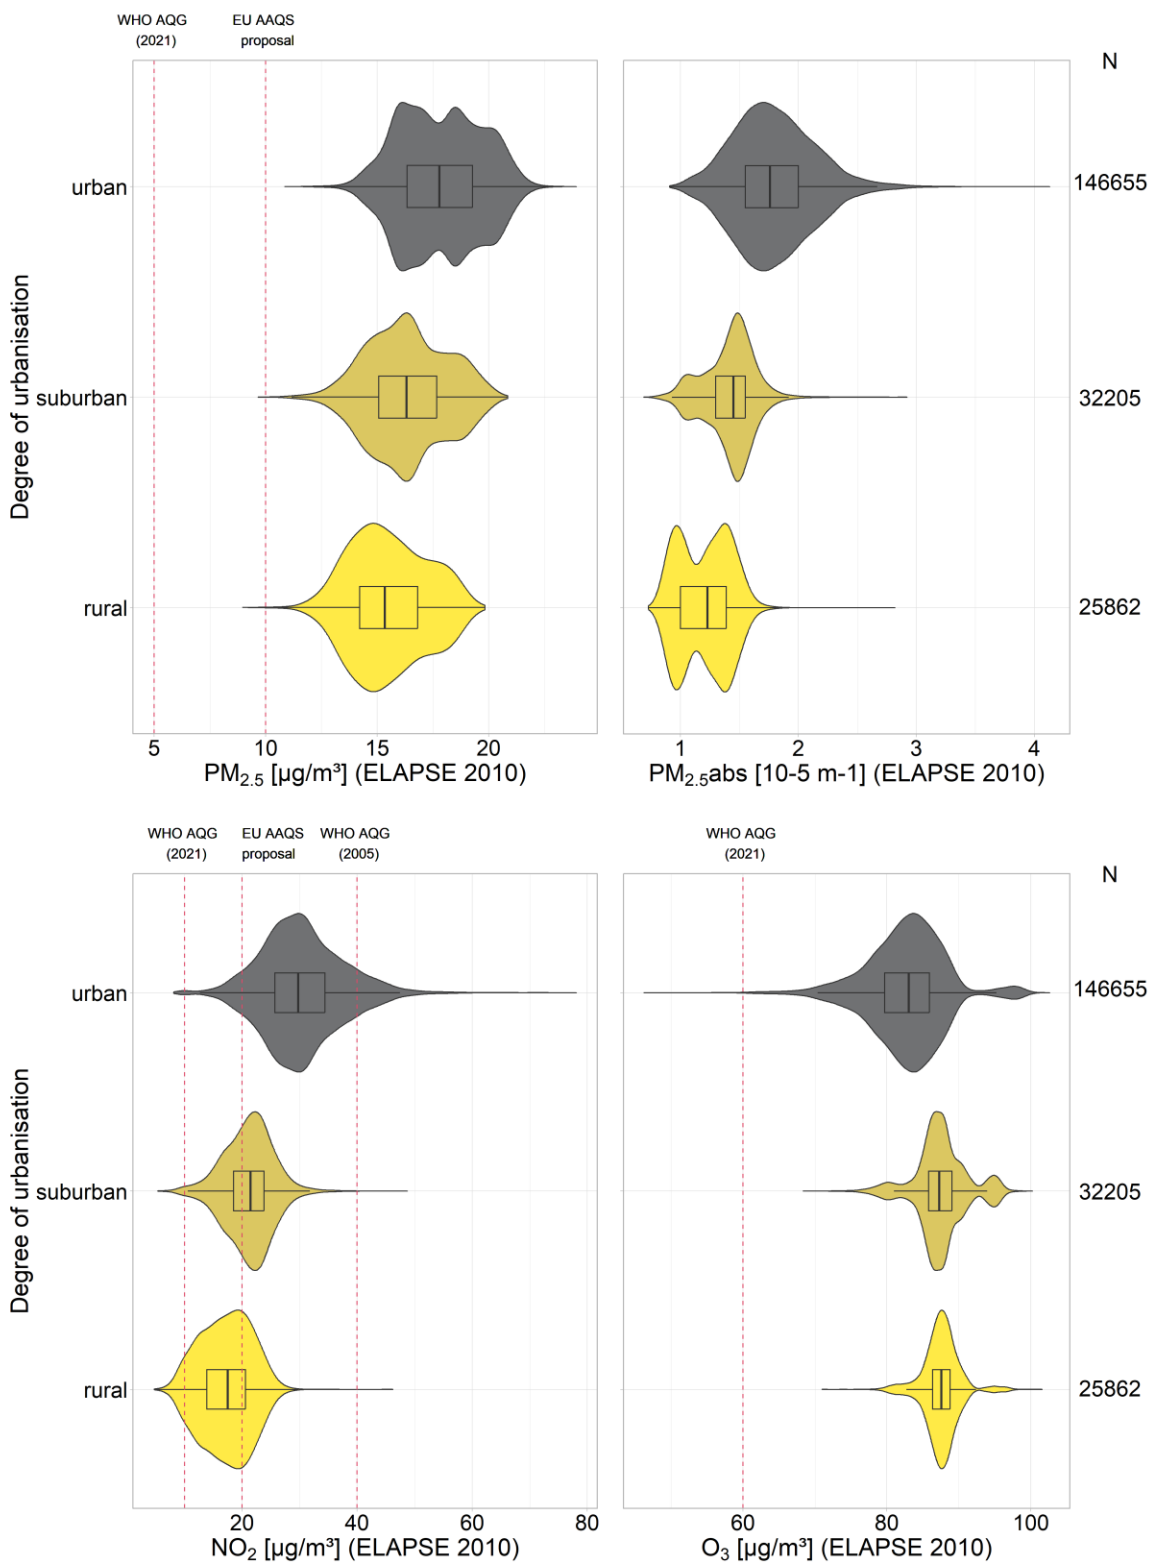 WHO AQG
(2021)
EU AAQS
proposal
N
Degree of urbanisation
urban
146655
suburban
32205
rural
25862
5 10 15 20
1 2 3 4
PM2.5 [µg/m³] (ELAPSE 2010)
PM2.5abs [10-5 m-1] (ELAPSE 2010)
WHO AQG
(2021)
EU AAQS
proposal
WHO AQG
(2005)
WHO AQG
(2021)
N
Degree of urbanisation
urban
146655
suburban
32205
rural
25862
20 40 60 80
60 80 100
NO2 [µg/m³] (ELAPSE 2010)
O3 [µg/m³] (ELAPSE 2010)